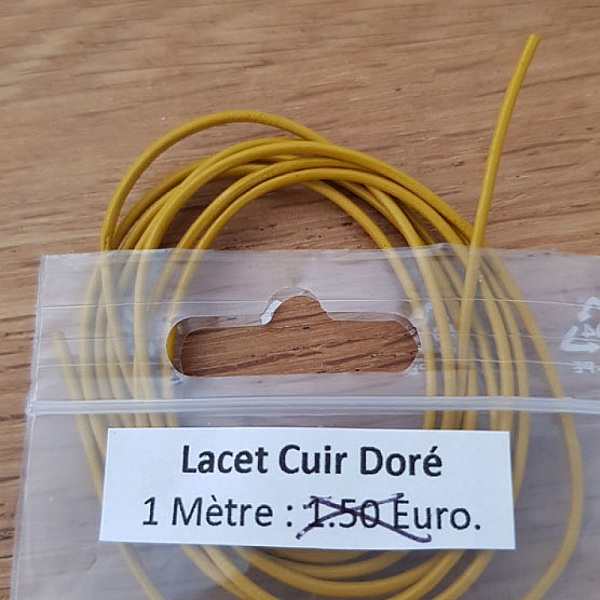 Lacet Cuir Doré
1 Mètre : 1.50 Euro.